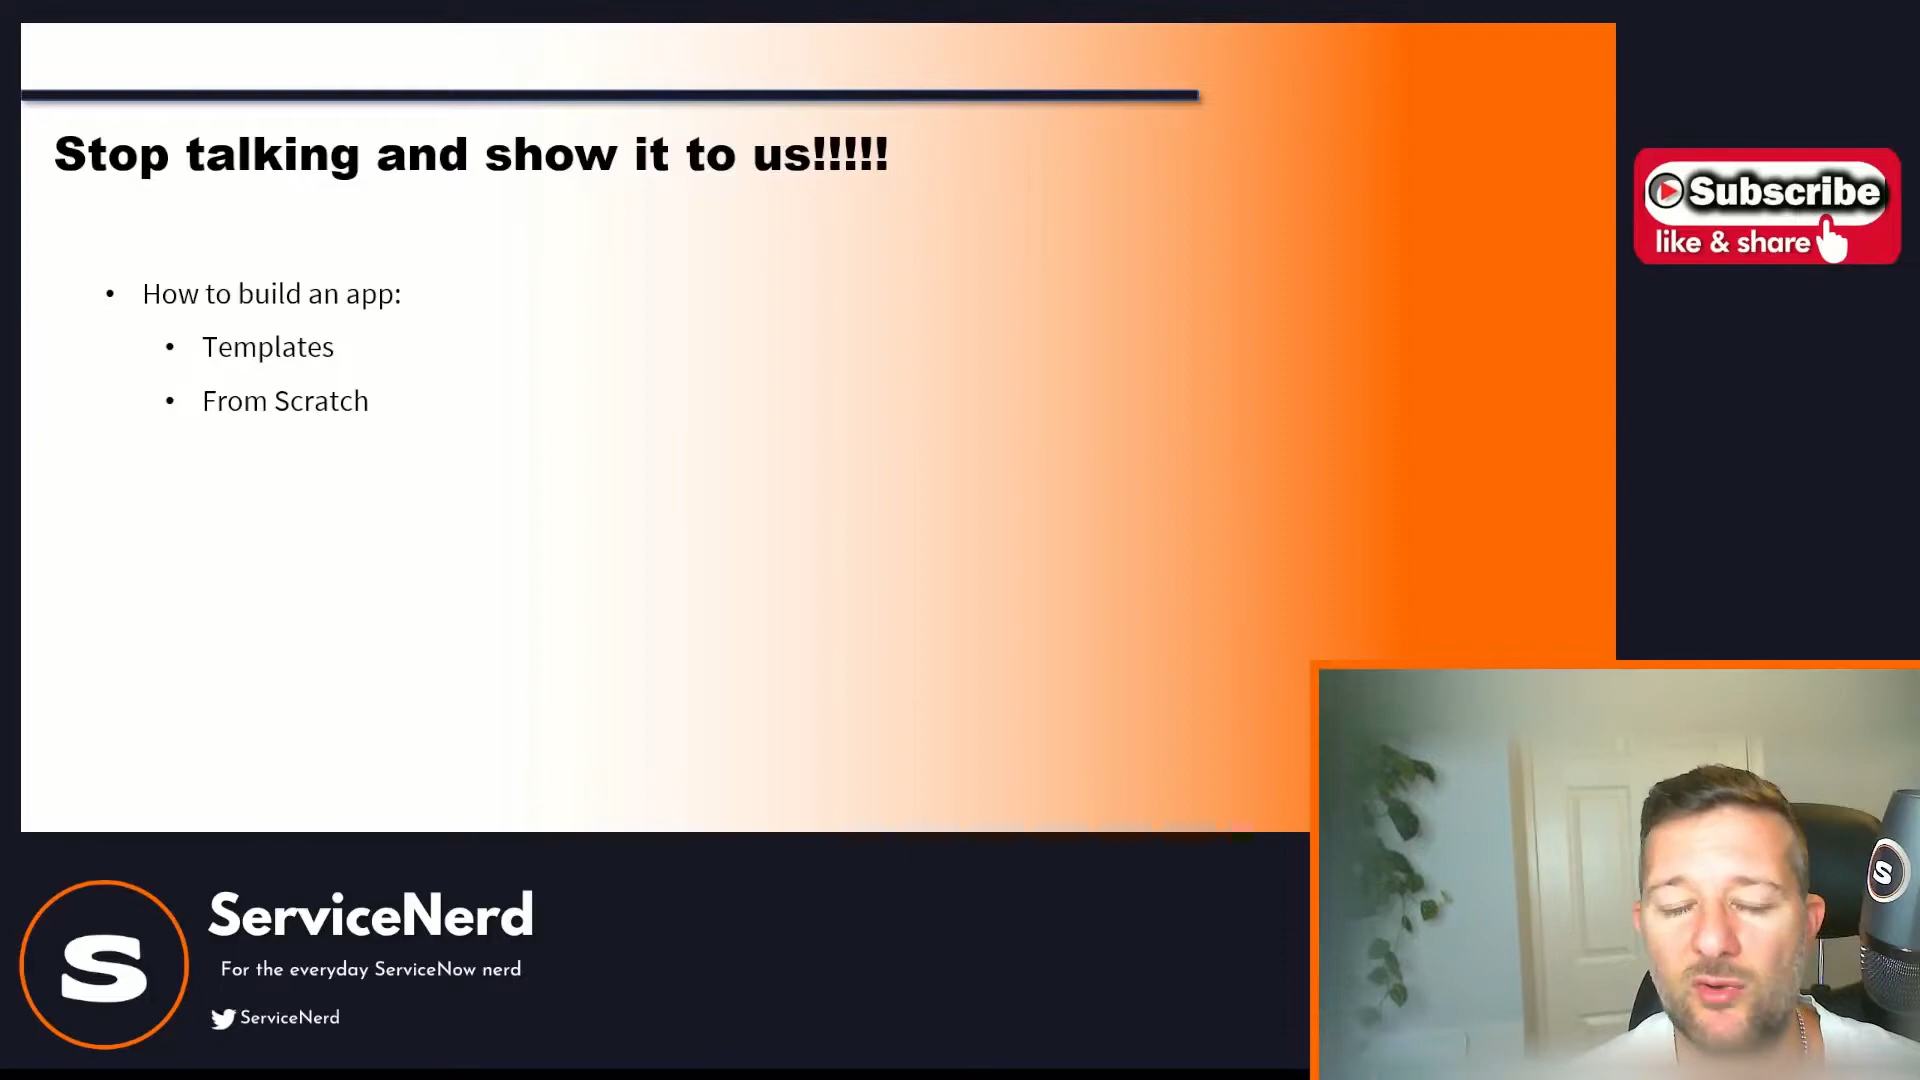 Stop talking and show it to us!!!!!
• How to build an app:
• Templates
• From Scratch
Subscribe
like & share
S
ServiceNerd
For the everyday ServiceNow nerd
ServiceNerd
S